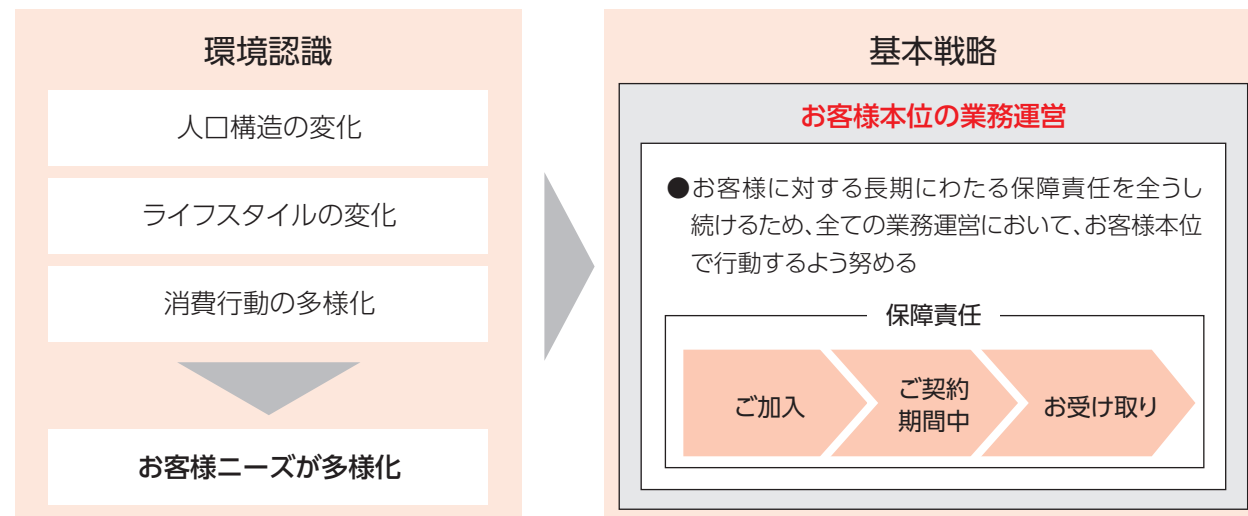 環境認識
人口構造の変化
ライフスタイルの変化
消費行動の多様化
お客様ニーズが多様化
基本戦略
お客様本位の業務運営
●お客様に対する長期にわたる保障責任を全うし
続けるため、全ての業務運営において、お客様本位
で行動するよう努める
保障責任
ご加入
ご契約
期間中
お受け取り